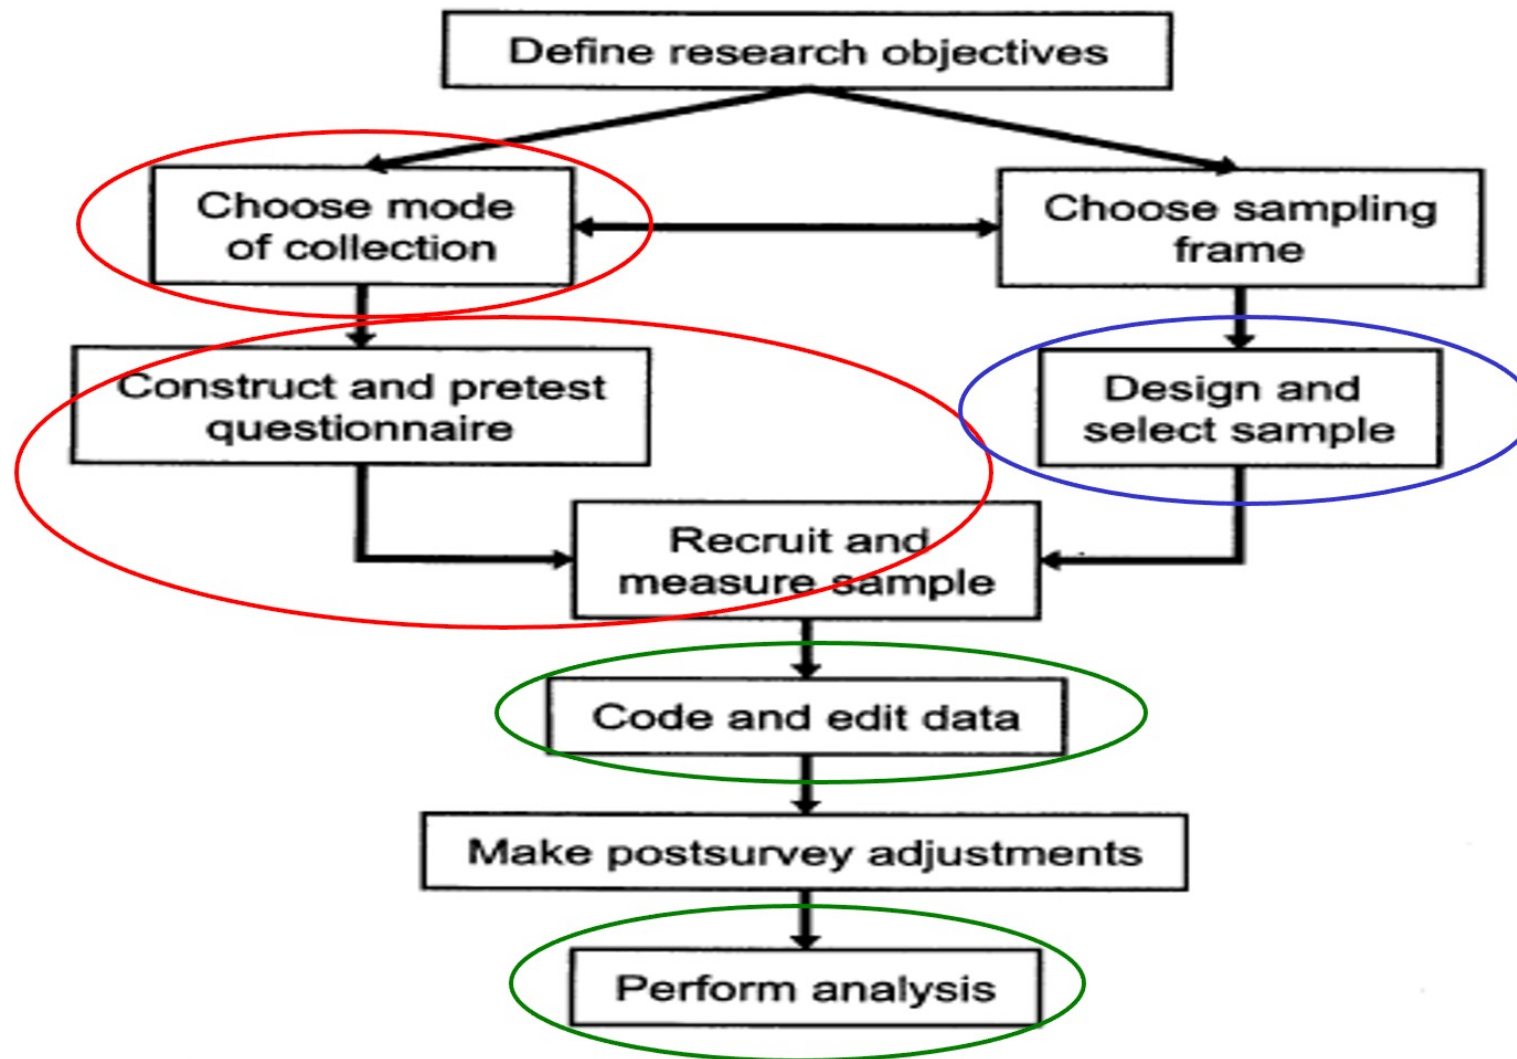 Define research objectives
Choose mode
of collection
Choose sampling
frame
Construct and pretest
questionnaire
Design and
select sample
Recruit and
measure sample
Code and edit data
Make postsurvey adjustments
Perform analysis